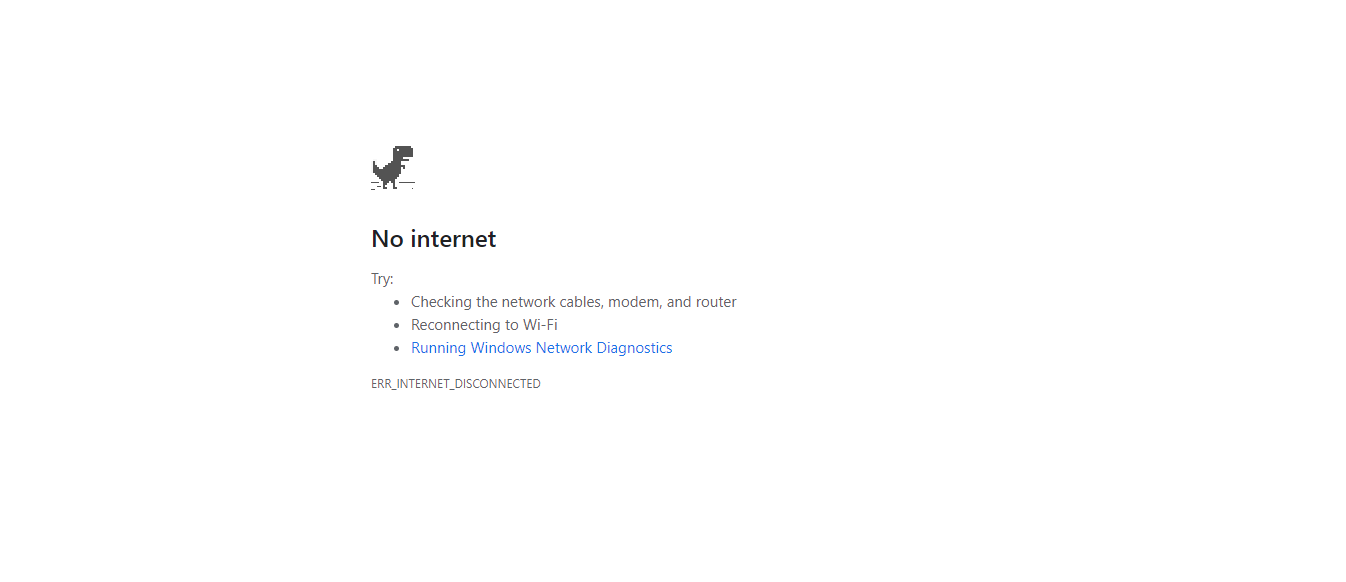 No internet
Try:
Checking the network cables, modem, and router
Reconnecting to Wi-Fi
Running Windows Network Diagnostics
ERR_INTERNET_DISCONNECTED